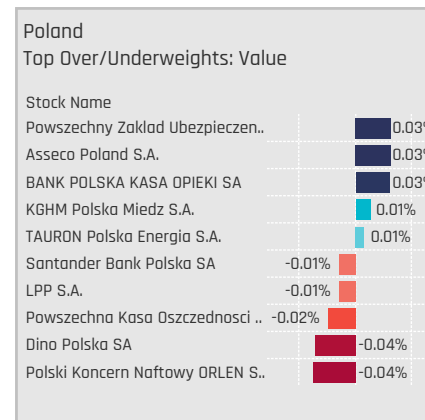 Poland
Top Over/Underweights: Value
Stock Name
Powszechny Zaklad Ubezpieczen.. 0.03%
Asseco Poland S.A. 0.03%
BANK POLSKA KASA OPIEKI SA 0.03%
KGHM Polska Miedz S.A. 0.01%
TAURON Polska Energia S.A. 0.01%
Santander Bank Polska SA -0.01%
LPP S.A. -0.01%
Powszechna Kasa Oszczednosci .. -0.02%
Dino Polska SA -0.04%
Polski Koncern Naftowy ORLEN S.. -0.04%